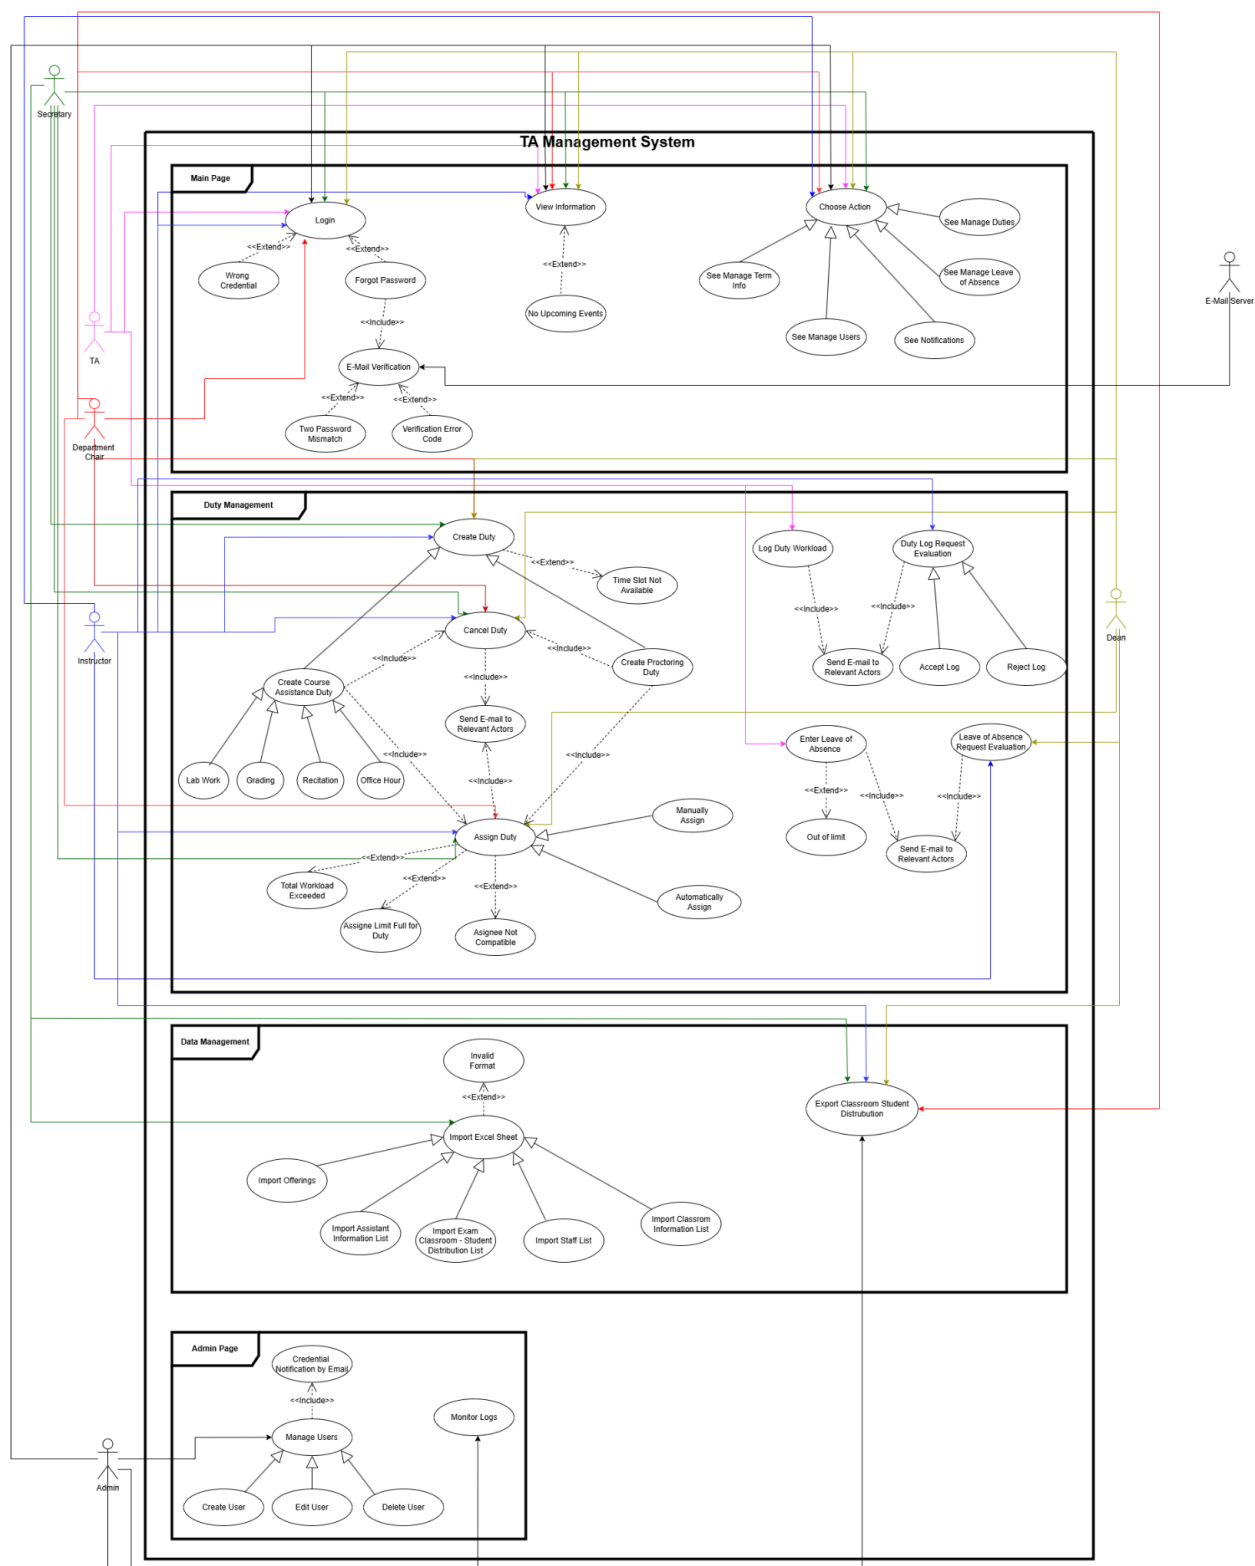 Secretary
TA Management System
Main Page
Login
View Information
Choose Action
See Manage Duties
<<Extend>>
<<Extend>>
<<Extend>>
Wrong
Credential
Forgot Password
See Manage Term
Info
See Manage Leave
of Absence
E-Mail Server
No Upcoming Events
<<Include>>
See Manage Users
See Notifications
TA
E-Mail Verification
<<Extend>>
<<Extend>>
Two Password
Mismatch
Verification Error
Code
Department
Chair
Duty Management
Create Duty
Log Duty Workload
Duty Log Request
Evaluation
<<Extend>>
Time Slot Not
Available
<<Include>>
<<Include>>
Cancel Duty
Dean
Instructor
<<Include>>
<<Include>>
Create Proctoring
Duty
Send E-mail to
Relevant Actors
Accept Log
Reject Log
<<Include>>
Create Course
Assistance Duty
Send E-mail to
Relevant Actors
Enter Leave of
Absence
Leave of Absence
Request Evaluation
<<Include>>
<<Include>>
<<Include>>
Lab Work
Grading
Recitation
Office Hour
<<Extend>>
<<Include>>
<<Include>>
Manually
Assign
Assign Duty
Out of limit
Send E-mail to
Relevant Actors
<<Extend>>
<<Extend>>
<<Extend>>
Total Workload
Exceeded
Automatically
Assign
Assigne Limit Full for
Duty
Asignee Not
Compatible
Data Management
Invalid
Format
<<Extend>>
Export Classroom Student
Distrubution
Import Excel Sheet
Import Offerings
Import Assistant
Information List
Import Exam
Classroom - Student
Distribution List
Import Staff List
Import Classrom
Information List
Admin Page
Credential
Notification by Email
<<Include>>
Monitor Logs
Manage Users
Admin
Create User
Edit User
Delete User